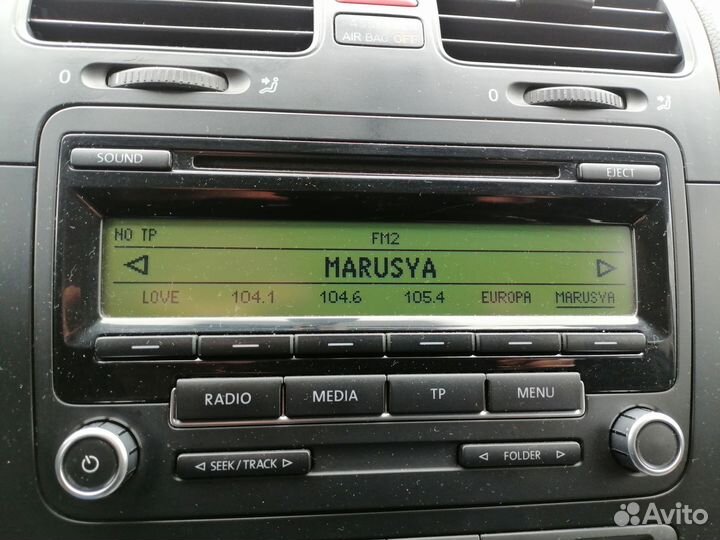 ASSENGER
AIR BAG OFF
0
0
SOUND
EJECT
NO TP
FM2
MARUSYA
LOVE 104.1 104.6 105.4 EUROPA MARUSYA
RADIO MEDIA TP MENU
SEEK/TRACK
FOLDER
Avito